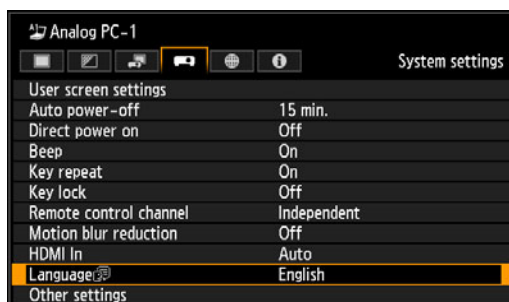 Analog PC-1
System settings
User screen settings
Auto power-off 15 min.
Direct power on Off
Beep On
Key repeat On
Key lock Off
Remote control channel Independent
Motion blur reduction Off
HDMI In Auto
Language English
Other settings